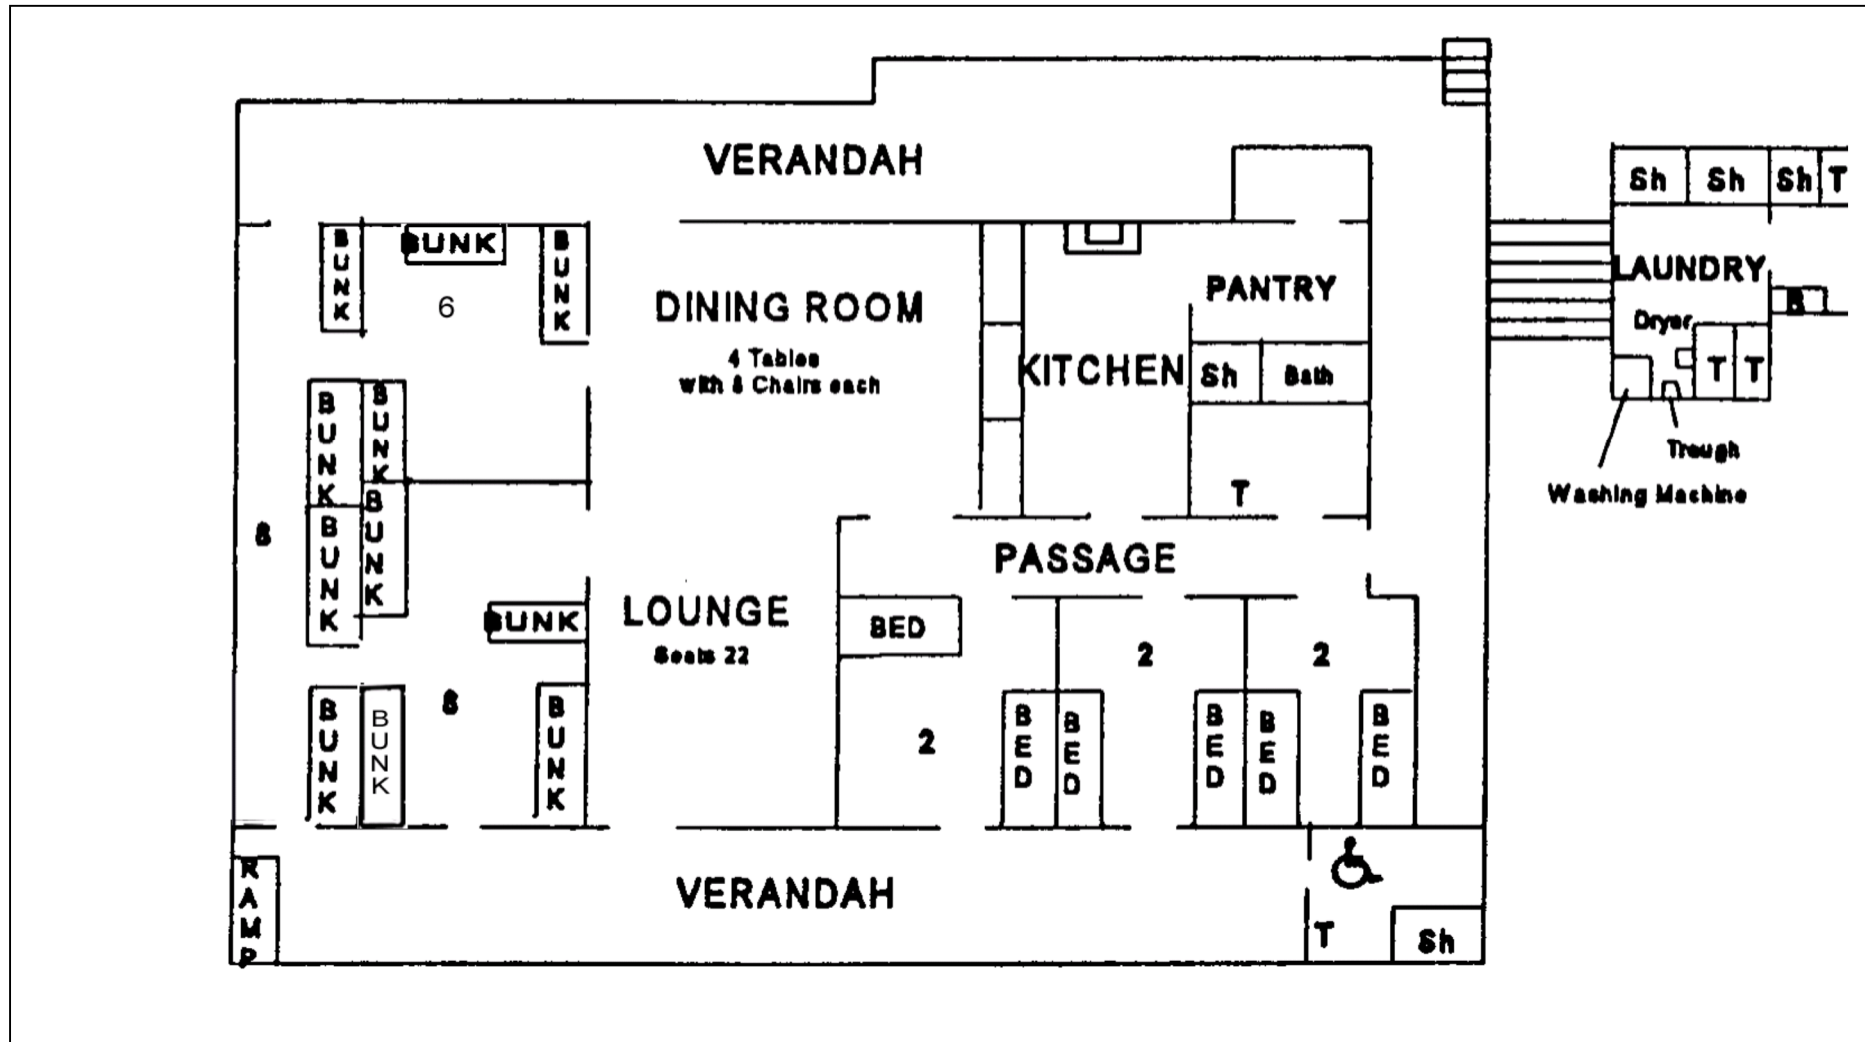 VERANDAH
Sh Sh Sh T
BUNK
BUNK
BUNK
6
LAUNDRY
PANTRY
DINING ROOM
B
Dryer
4 Tables
with 8 Chairs each
KITCHEN
Sh
Bath
T T
BUNK
BUNK
Trough
T
Washing Machine
BUNK
BUNK
8
PASSAGE
LOUNGE
BUNK
BED
Seats 22
2
2
8
BUNK
BUNK
BUNK
2
BED
BED
BED
BED
BED
RAMP
VERANDAH
T
Sh